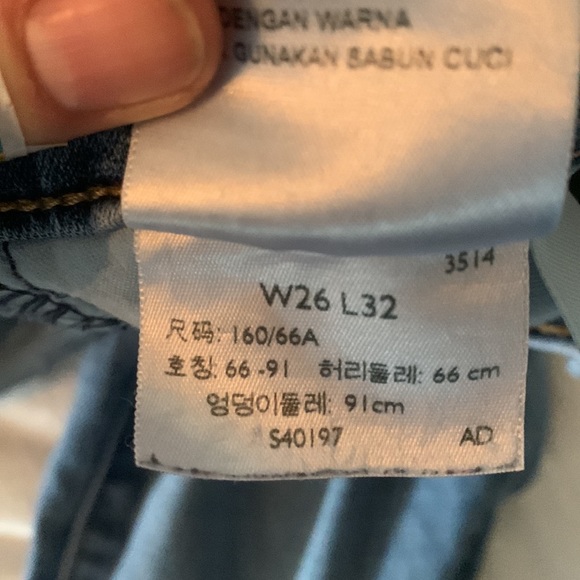 DENGAN WARNA
GUNAKAN SABUN CUCI
3514
W26 L32
尺码: 160/66A
호칭: 66-91 허리둘레: 66 cm
엉덩이둘레: 91cm
S40197 AD